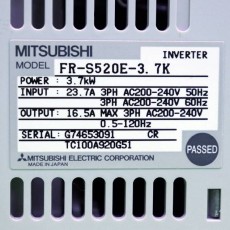 MITSUBISHI INVERTER
MODEL FR-S520E-3.7K
POWER : 3.7kW
INPUT : 23.7A 3PH AC200-240V 50Hz
3PH AC200-240V 60Hz
OUTPUT: 16.5A MAX 3PH AC200-240V
0.5-120Hz
SERIAL: G74653091 CR
TC100A920G51
PASSED
MITSUBISHI ELECTRIC CORPORATION
MADE IN JAPAN